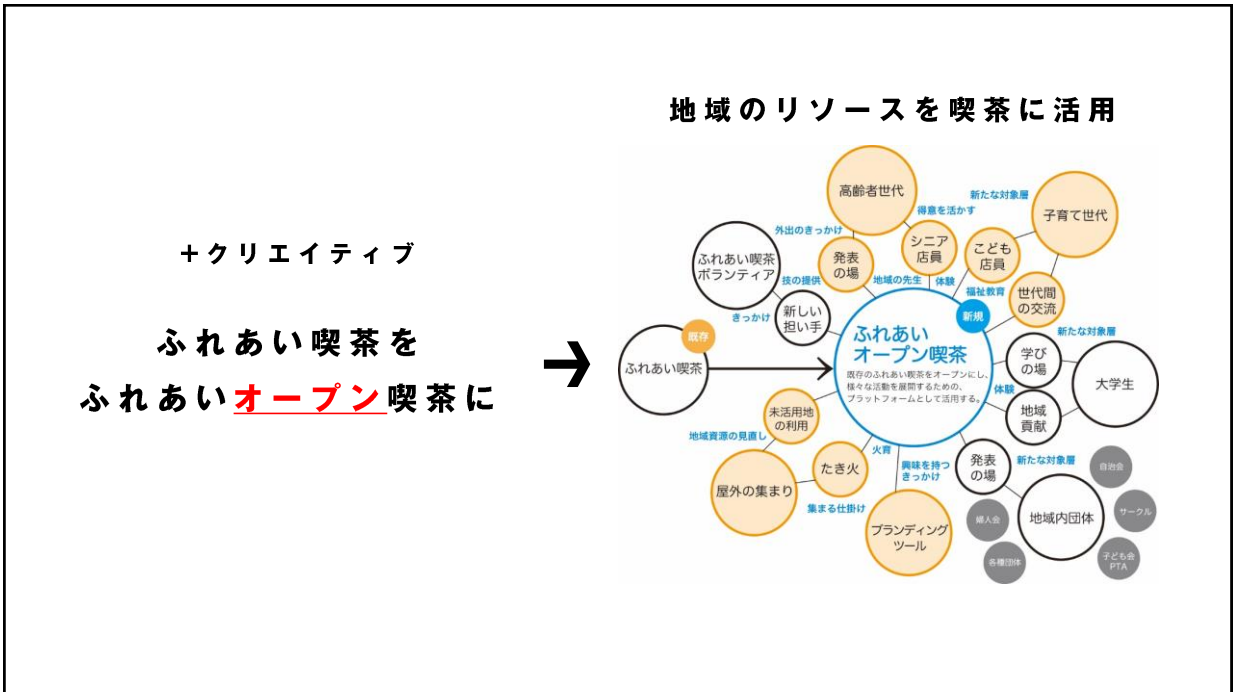 地域のリソースを喫茶に活用
+クリエイティブ
ふれあい喫茶を
ふれあいオープン喫茶に
高齢者世代
新たな対象層
子育て世代
得意を活かす
外出のきっかけ
シニア
店員
こども
店員
ふれあい喫茶
ボランティア
発表
の場
技の提供
地域の先生
体験
福祉教育
世代間
の交流
きっかけ
新しい
担い手
新規
既存
ふれあい喫茶
ふれあい
オープン喫茶
既存のふれあい喫茶をオープンにし、
様々な活動を展開するための、
プラットフォームとして活用する。
新たな対象層
学び
の場
大学生
体験
地域
貢献
未活用地
の利用
地域資源の見直し
火育
たき火
屋外の集まり
集まる仕掛け
興味を持つ
きっかけ
ブランディング
ツール
発表
の場
新たな対象層
地域内団体
自治会
サークル
婦人会
各種団体
子ども会
PTA